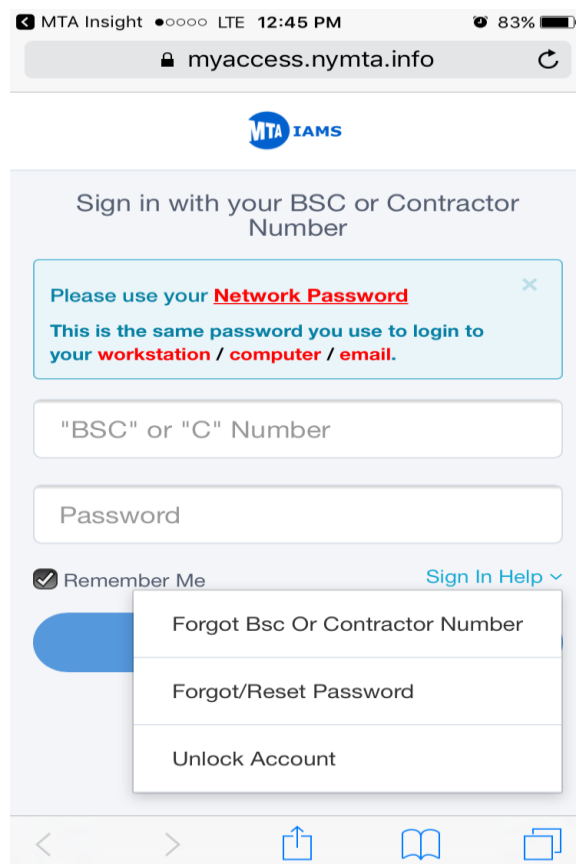 MTA Insight LTE 12:45 PM 83%
myaccess.nymta.info
MTA IAMS
Sign in with your BSC or Contractor
Number
Please use your Network Password
This is the same password you use to login to
your workstation / computer / email.
"BSC" or "C" Number
Password
Remember Me Sign In Help
Forgot Bsc Or Contractor Number
Forgot/Reset Password
Unlock Account